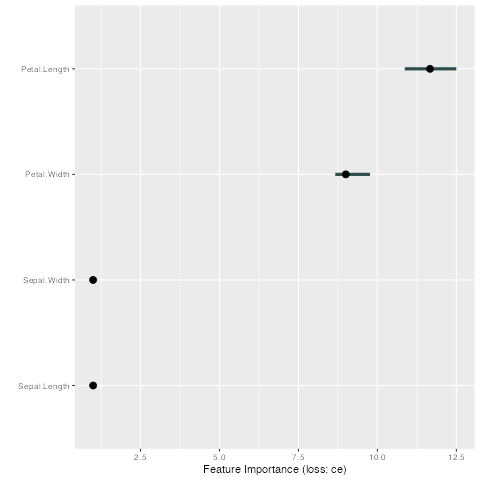 Petal.Length
Petal.Width
Sepal.Width
Sepal.Length
2.5 5.0 7.5 10.0 12.5
Feature Importance (loss: ce)